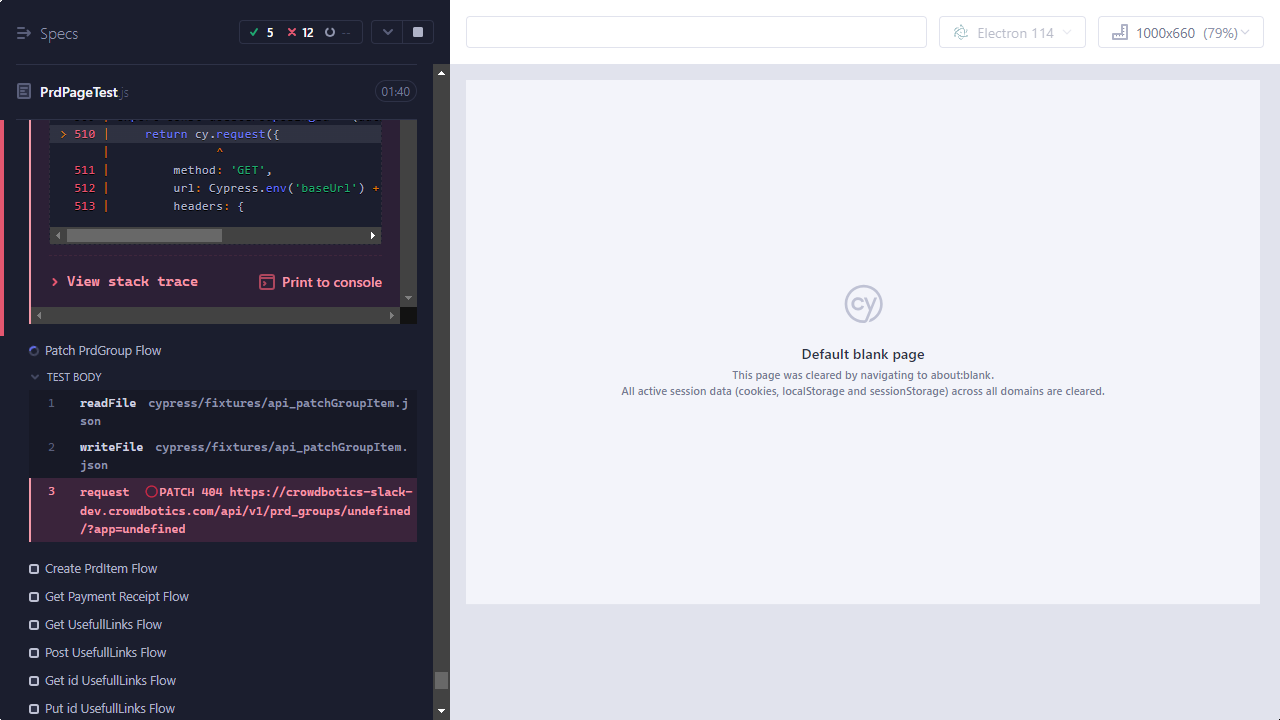 Specs
5 12 --
PrdPageTest.js
01:40
> 510 | return cy.request({
| ^
511 | method: 'GET',
512 | url: Cypress.env('baseUrl') +
513 | headers: {
View stack trace
Print to console
Patch PrdGroup Flow
TEST BODY
1 readFile cypress/fixtures/api_patchGroupItem.j
son
2 writeFile cypress/fixtures/api_patchGroupItem.
json
3 request PATCH 404 https://crowdbotics-slack-
dev.crowdbotics.com/api/v1/prd_groups/undefined
/?app=undefined
Create PrdItem Flow
Get Payment Receipt Flow
Get UsefullLinks Flow
Post UsefullLinks Flow
Get id UsefullLinks Flow
Put id UsefullLinks Flow
Electron 114
1000x660 (79%)
cy
Default blank page
This page was cleared by navigating to about:blank.
All active session data (cookies, localStorage and sessionStorage) across all domains are cleared.